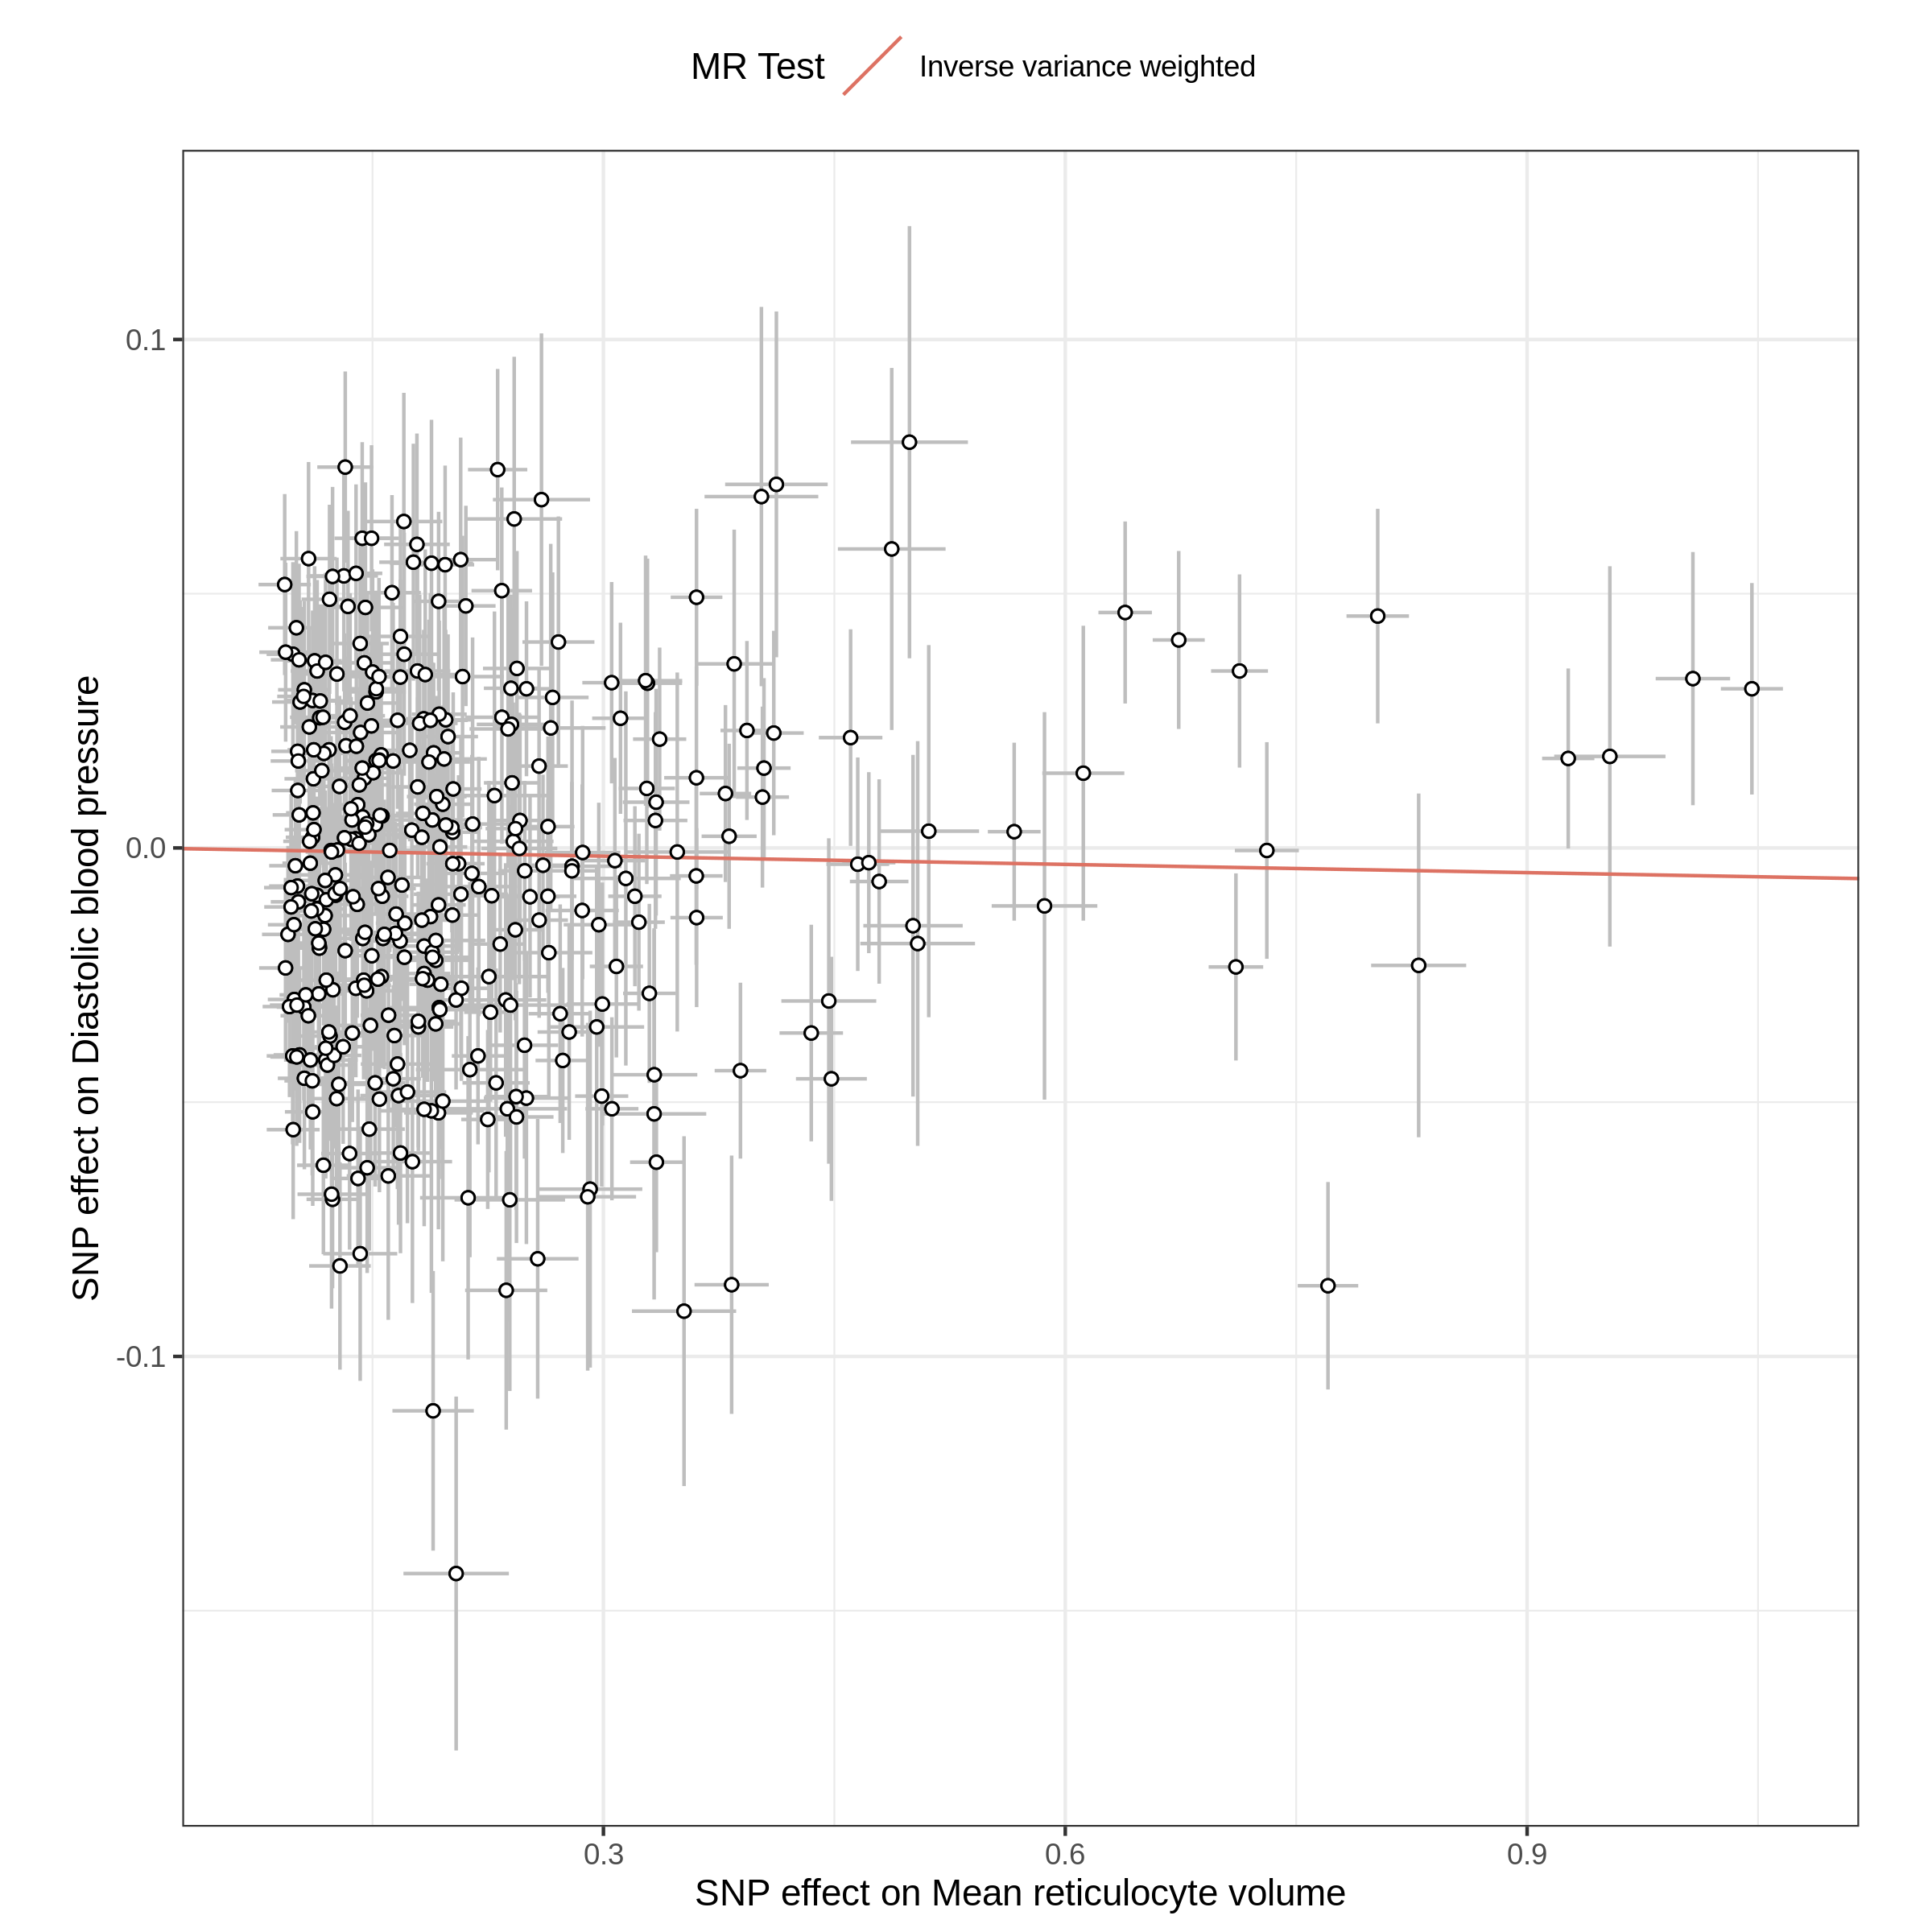 MR Test Inverse variance weighted
SNP effect on Diastolic blood pressure
0.1
0.0
-0.1
0.3 0.6 0.9
SNP effect on Mean reticulocyte volume